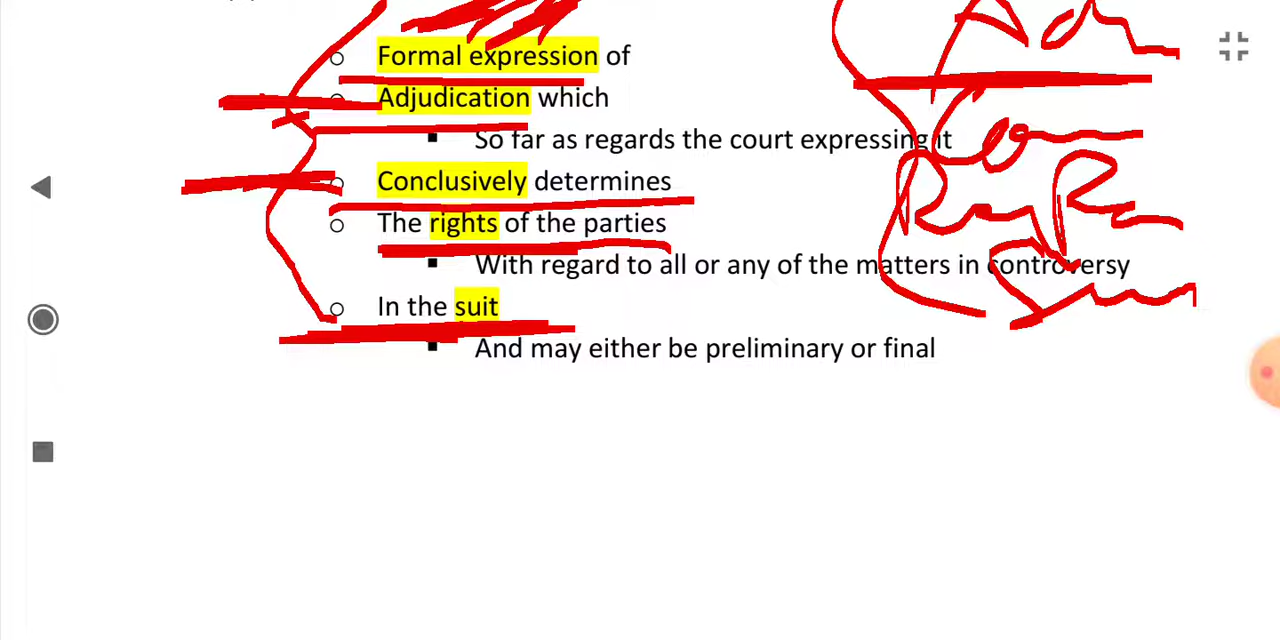 Formal expression of
Adjudication which
So far as regards the court expressing it
Conclusively determines
The rights of the parties
With regard to all or any of the matters in controversy
In the suit
And may either be preliminary or final